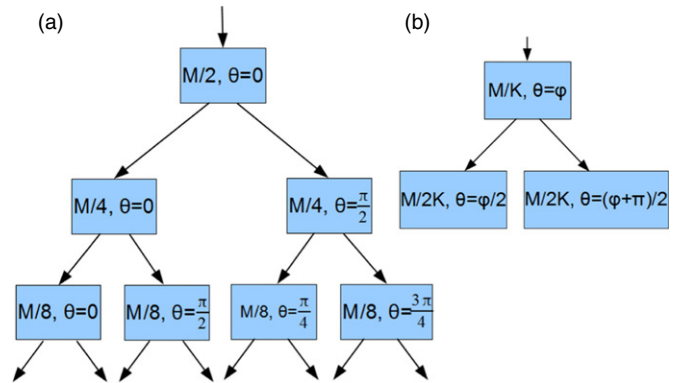 (a)
M/2, θ=0
M/4, θ=0
M/4, θ=π/2
M/8, θ=0
M/8, θ=π/2
M/8, θ=π/4
M/8, θ=3π/4
(b)
M/K, θ=φ
M/2K, θ=φ/2
M/2K, θ=(φ+π)/2